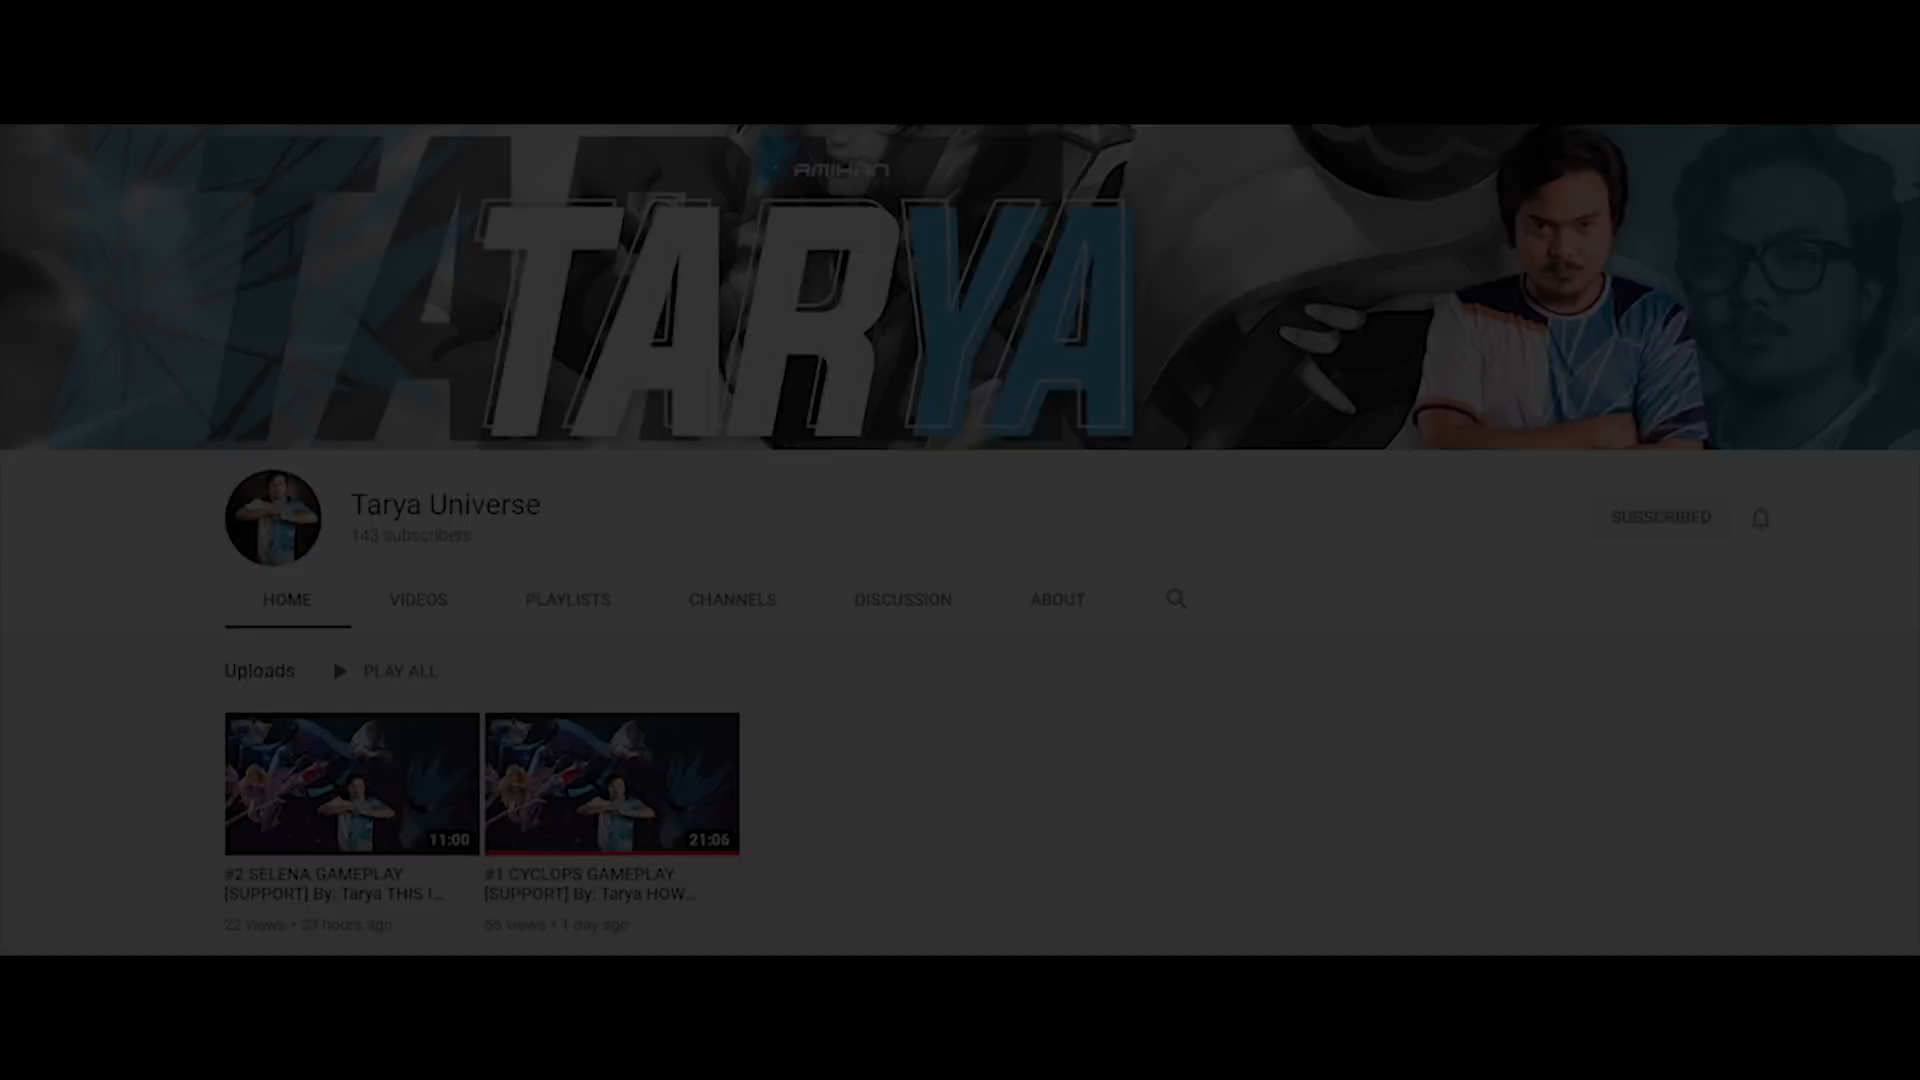 AMIHAN
TARYA
Tarya Universe
143 subscribers
SUBSCRIBED
HOME VIDEOS PLAYLISTS CHANNELS DISCUSSION ABOUT
Uploads PLAY ALL
11:00 21:06
#2 SELENA GAMEPLAY
[SUPPORT] By: Tarya THIS I...
22 views • 23 hours ago
#1 CYCLOPS GAMEPLAY
[SUPPORT] By: Tarya HOW...
views • 1 day ago